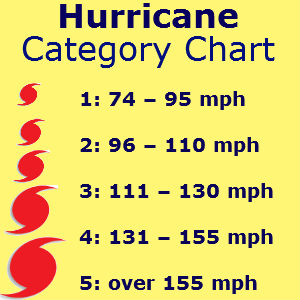 Hurricane
Category Chart
1: 74 – 95 mph
2: 96 – 110 mph
3: 111 – 130 mph
4: 131 – 155 mph
5: over 155 mph